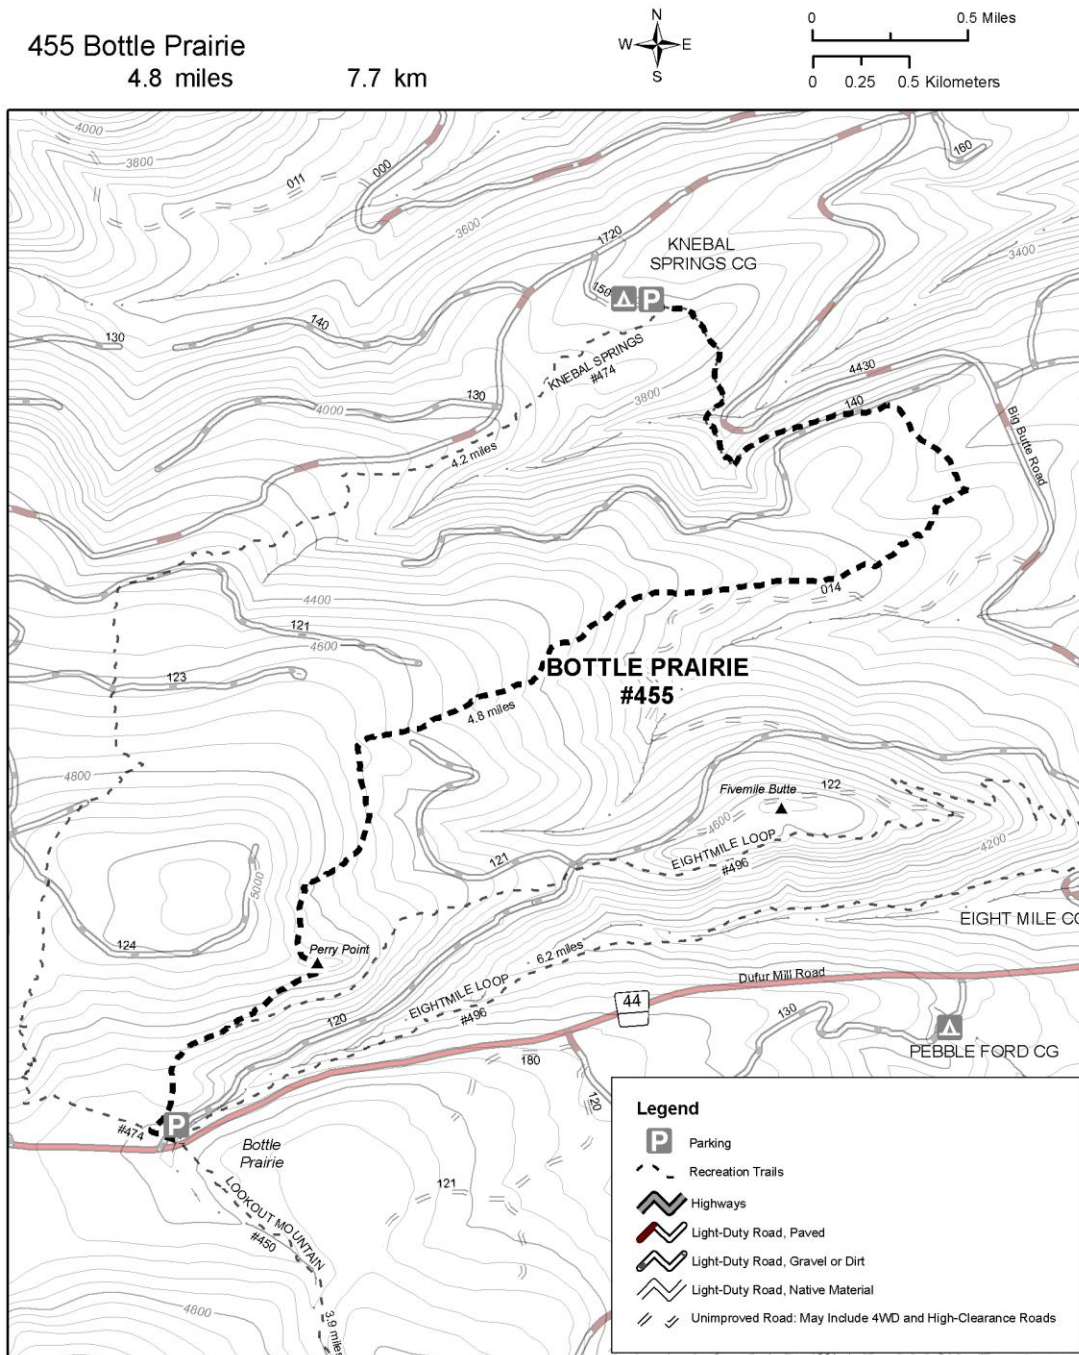 455 Bottle Prairie
4.8 miles 7.7 km
N
W E
S
0 0.5 Miles
0 0.25 0.5 Kilometers
4000
3800
011
000
160
3600
1720
KNEBAL
SPRINGS CG
3400
150
P
130
140
KNEBAL SPRINGS
#474
4430
130
3800
140
4000
Big Butte Road
4.2 miles
014
4400
121
4600
BOTTLE PRAIRIE
#455
123
4.8 miles
4800
Fivemile Butte
122
4600
EIGHTMILE LOOP
#496
4200
121
5000
EIGHT MILE CG
124
Perry Point
6.2 miles
Dufur Mill Road
EIGHTMILE LOOP
#496
44
120
130
180
PEBBLE FORD CG
120
P
#474
Bottle
Prairie
121
LOOKOUT MOUNTAIN
#450
4800
3.9 miles
Legend
P Parking
Recreation Trails
Highways
Light-Duty Road, Paved
Light-Duty Road, Gravel or Dirt
Light-Duty Road, Native Material
Unimproved Road: May Include 4WD and High-Clearance Roads